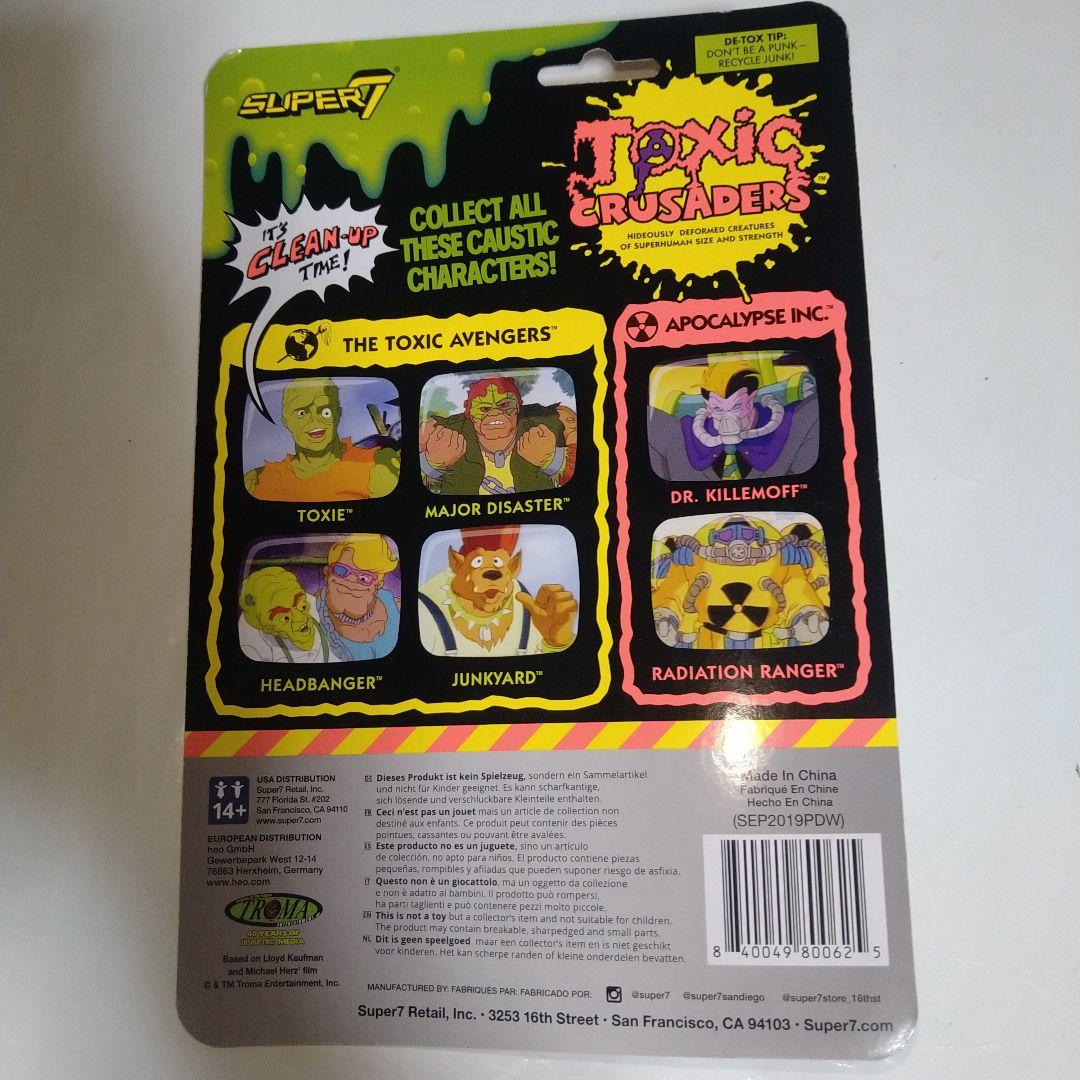 SUPER7®
DE-TOX TIP:
DON'T BE A PUNK—
RECYCLE JUNK!
TOXiC
CRUSADERS™
HIDEOUSLY DEFORMED CREATURES
OF SUPERHUMAN SIZE AND STRENGTH
IT'S
CLEAN-UP
TIME!
COLLECT ALL
THESE CAUSTIC
CHARACTERS!
THE TOXIC AVENGERS™
TOXIE™
MAJOR DISASTER™
HEADBANGER™
JUNKYARD™
APOCALYPSE INC.™
DR. KILLEMOFF™
RADIATION RANGER™
14+
USA DISTRIBUTION
Super7 Retail, Inc.
777 Florida St. #202
San Francisco, CA 94110
www.super7.com
EUROPEAN DISTRIBUTION
heo GmbH
Gewerbepark West 12-14
76863 Herxheim, Germany
www.heo.com
TROMA
40 YEARS OF
DISRUPTING MEDIA
Based on Lloyd Kaufman
and Michael Herz' film
© & TM Troma Entertainment, Inc.
DE Dieses Produkt ist kein Spielzeug, sondern ein Sammelartikel
und nicht für Kinder geeignet. Es kann scharfkantige,
sich lösende und verschluckbare Kleinteile enthalten.
FR Ceci n'est pas un jouet mais un article de collection non
destiné aux enfants. Ce produit peut contenir des pièces
pointues, cassantes ou pouvant être avalées.
ES Este producto no es un juguete, sino un artículo
de colección, no apto para niños. El producto contiene piezas
pequeñas, rompibles y afiladas que pueden suponer riesgo de asfixia.
IT Questo non è un giocattolo, ma un oggetto da collezione
e non è adatto ai bambini. Il prodotto può rompersi,
ha parti taglienti e può contenere pezzi molto piccole.
EN This is not a toy but a collector's item and not suitable for children.
The product may contain breakable, sharpedged and small parts.
NL Dit is geen speelgoed maar een collector's item en is niet geschikt
voor kinderen. Het kan scherpe randen of kleine onderdelen bevatten.
Made In China
Fabriqué En Chine
Hecho En China
(SEP2019PDW)
8 40049 80062 5
MANUFACTURED BY: FABRIQUÉS PAR: FABRICADO POR:
@super7 @super7sandiego @super7store_16thst
Super7 Retail, Inc. · 3253 16th Street · San Francisco, CA 94103 · Super7.com